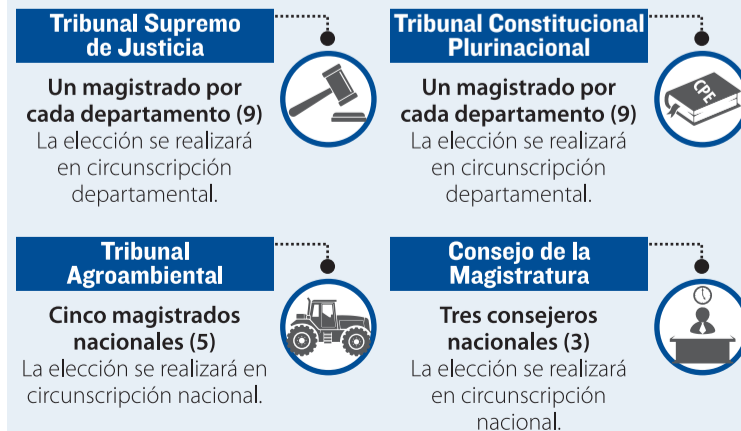 Tribunal Supremo
de Justicia
Un magistrado por
cada departamento (9)
La elección se realizará
en circunscripción
departamental.
Tribunal Constitucional
Plurinacional
CPE
Un magistrado por
cada departamento (9)
La elección se realizará
en circunscripción
departamental.
Tribunal
Agroambiental
Cinco magistrados
nacionales (5)
La elección se realizará en
circunscripción nacional.
Consejo de la
Magistratura
Tres consejeros
nacionales (3)
La elección se realizará
en circunscripción
nacional.